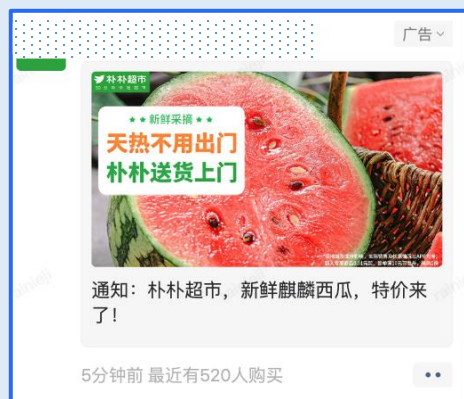 广告
朴朴超市
★★新鲜采摘★★
天热不用出门
朴朴送货上门
通知：朴朴超市，新鲜麒麟西瓜，特价来
了！
5分钟前 最近有520人购买